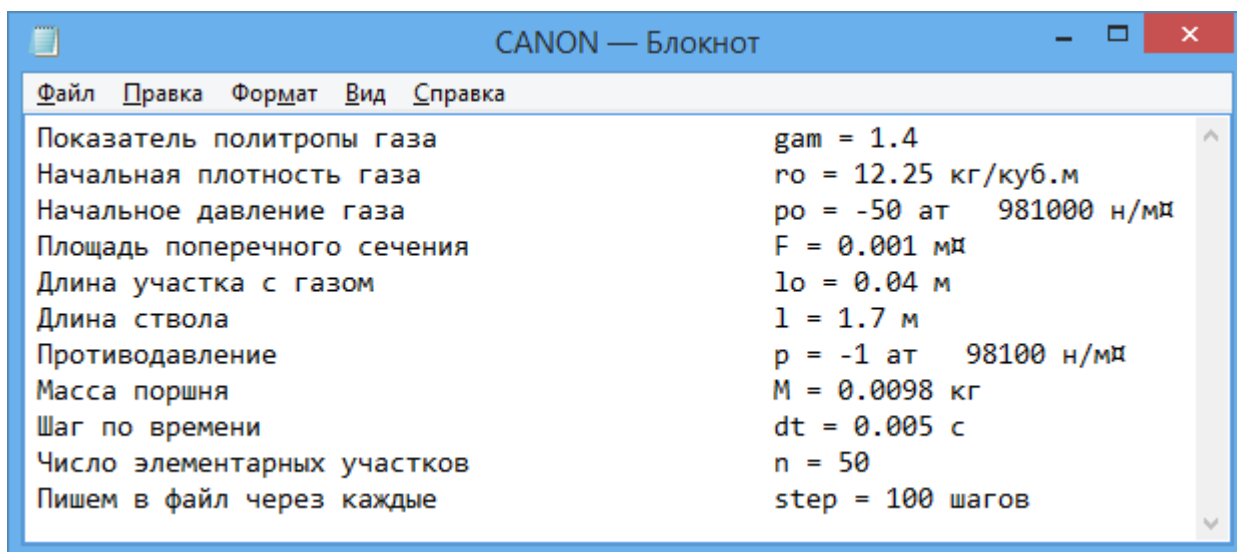 CANON — Блокнот
Файл Правка Формат Вид Справка
Показатель политропы газа gam = 1.4
Начальная плотность газа ro = 12.25 кг/куб.м
Начальное давление газа po = -50 ат 981000 н/м¤
Площадь поперечного сечения F = 0.001 м¤
Длина участка с газом lo = 0.04 м
Длина ствола l = 1.7 м
Противодавление p = -1 ат 98100 н/м¤
Масса поршня M = 0.0098 кг
Шаг по времени dt = 0.005 с
Число элементарных участков n = 50
Пишем в файл через каждые step = 100 шагов